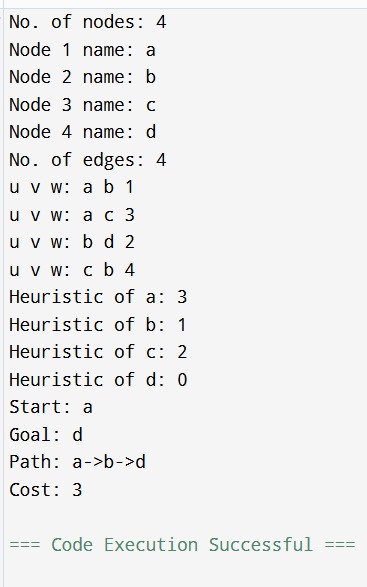 No. of nodes: 4
Node 1 name: a
Node 2 name: b
Node 3 name: c
Node 4 name: d
No. of edges: 4
u v w: a b 1
u v w: a c 3
u v w: b d 2
u v w: c b 4
Heuristic of a: 3
Heuristic of b: 1
Heuristic of c: 2
Heuristic of d: 0
Start: a
Goal: d
Path: a->b->d
Cost: 3
=== Code Execution Successful ===